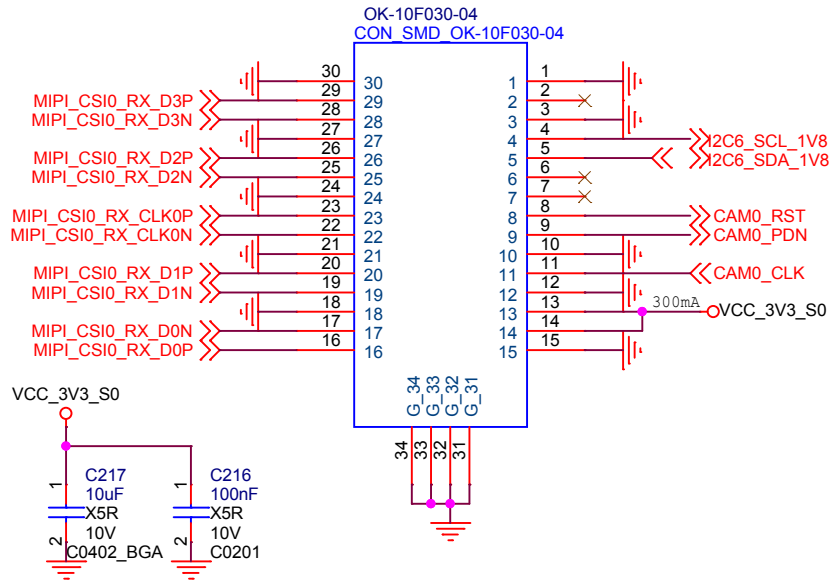 OK-10F030-04
CON_SMD_OK-10F030-04
30 30 1 1
MIPI_CSI0_RX_D3P 29 29 2 2
MIPI_CSI0_RX_D3N 28 28 3 3
27 27 4 4 I2C6_SCL_1V8
MIPI_CSI0_RX_D2P 26 26 5 5 I2C6_SDA_1V8
MIPI_CSI0_RX_D2N 25 25 6 6
24 24 7 7
MIPI_CSI0_RX_CLK0P 23 23 8 8 CAM0_RST
MIPI_CSI0_RX_CLK0N 22 22 9 9 CAM0_PDN
21 21 10 10
MIPI_CSI0_RX_D1P 20 20 11 11 CAM0_CLK
MIPI_CSI0_RX_D1N 19 19 12 12
18 18 13 13 300mA VCC_3V3_S0
MIPI_CSI0_RX_D0N 17 17 14 14
MIPI_CSI0_RX_D0P 16 16 15 15
G_34 G_33 G_32 G_31
34 33 32 31
VCC_3V3_S0
1 C217 1 C216
10uF 100nF
X5R X5R
10V 10V
2 C0402_BGA 2 C0201